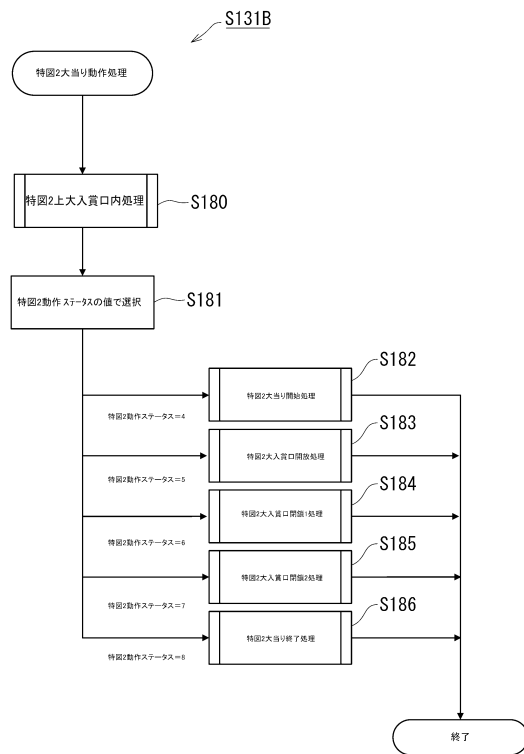 S131B
特図2大当り動作処理
特図2上大入賞口内処理
S180
特図2動作ステータスの値で選択
S181
S182
特図2大当り開始処理
特図2動作ステータス=4
S183
特図2大入賞口開放処理
特図2動作ステータス=5
S184
特図2大入賞口閉鎖1処理
特図2動作ステータス=6
S185
特図2大入賞口閉鎖2処理
特図2動作ステータス=7
S186
特図2大当り終了処理
特図2動作ステータス=8
終了